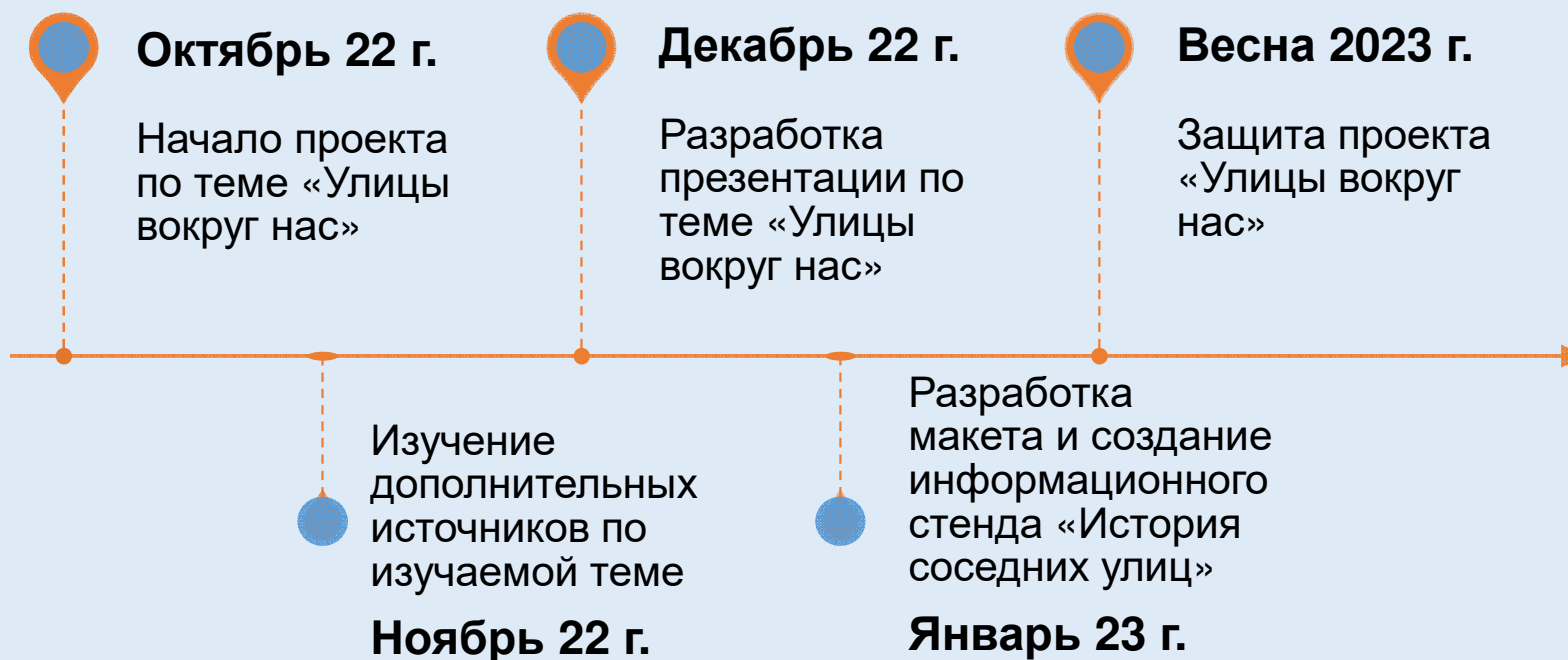 Октябрь 22 г.
Начало проекта
по теме «Улицы
вокруг нас»
Декабрь 22 г.
Разработка
презентации по
теме «Улицы
вокруг нас»
Весна 2023 г.
Защита проекта
«Улицы вокруг
нас»
Изучение
дополнительных
источников по
изучаемой теме
Ноябрь 22 г.
Разработка
макета и создание
информационного
стенда «История
соседних улиц»
Январь 23 г.